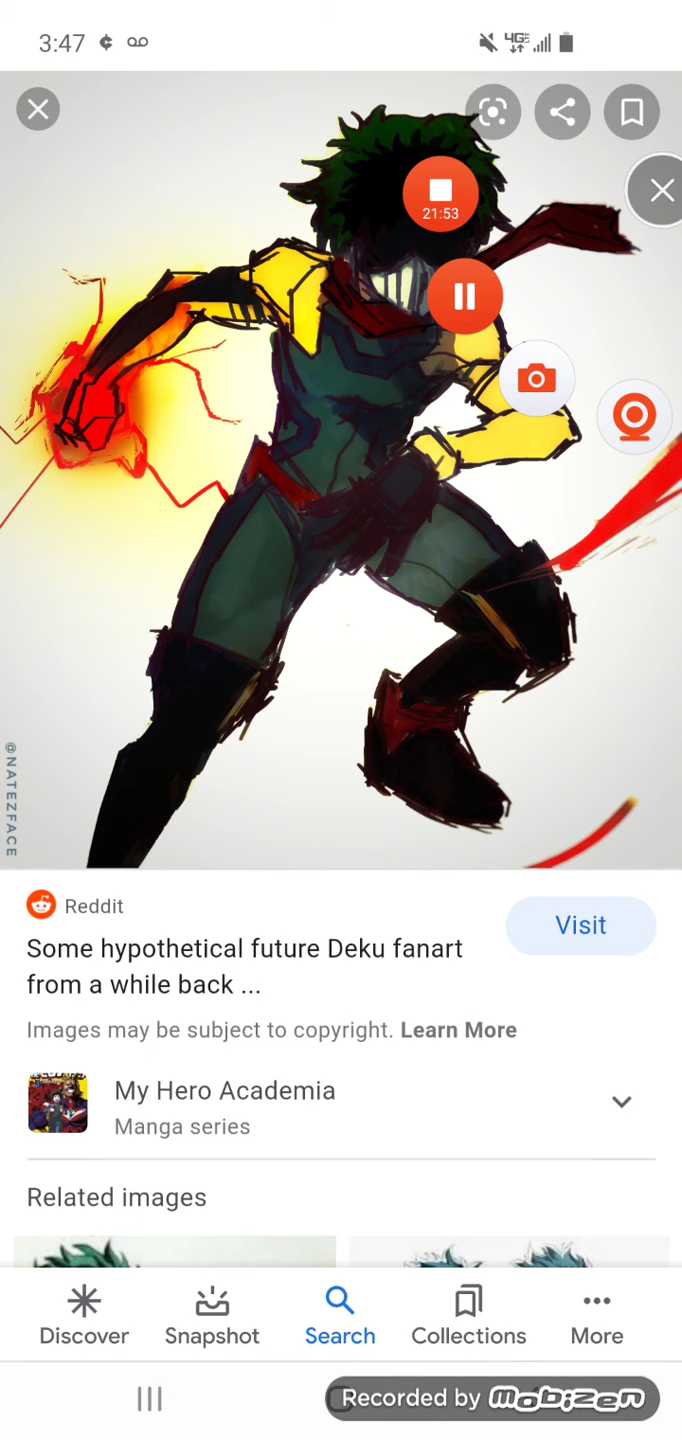 3:47
4GE
21:53
@NATEZFACE
Reddit
Visit
Some hypothetical future Deku fanart
from a while back ...
Images may be subject to copyright. Learn More
My Hero Academia
Manga series
Related images
Discover Snapshot Search Collections More
Recorded by mobizen